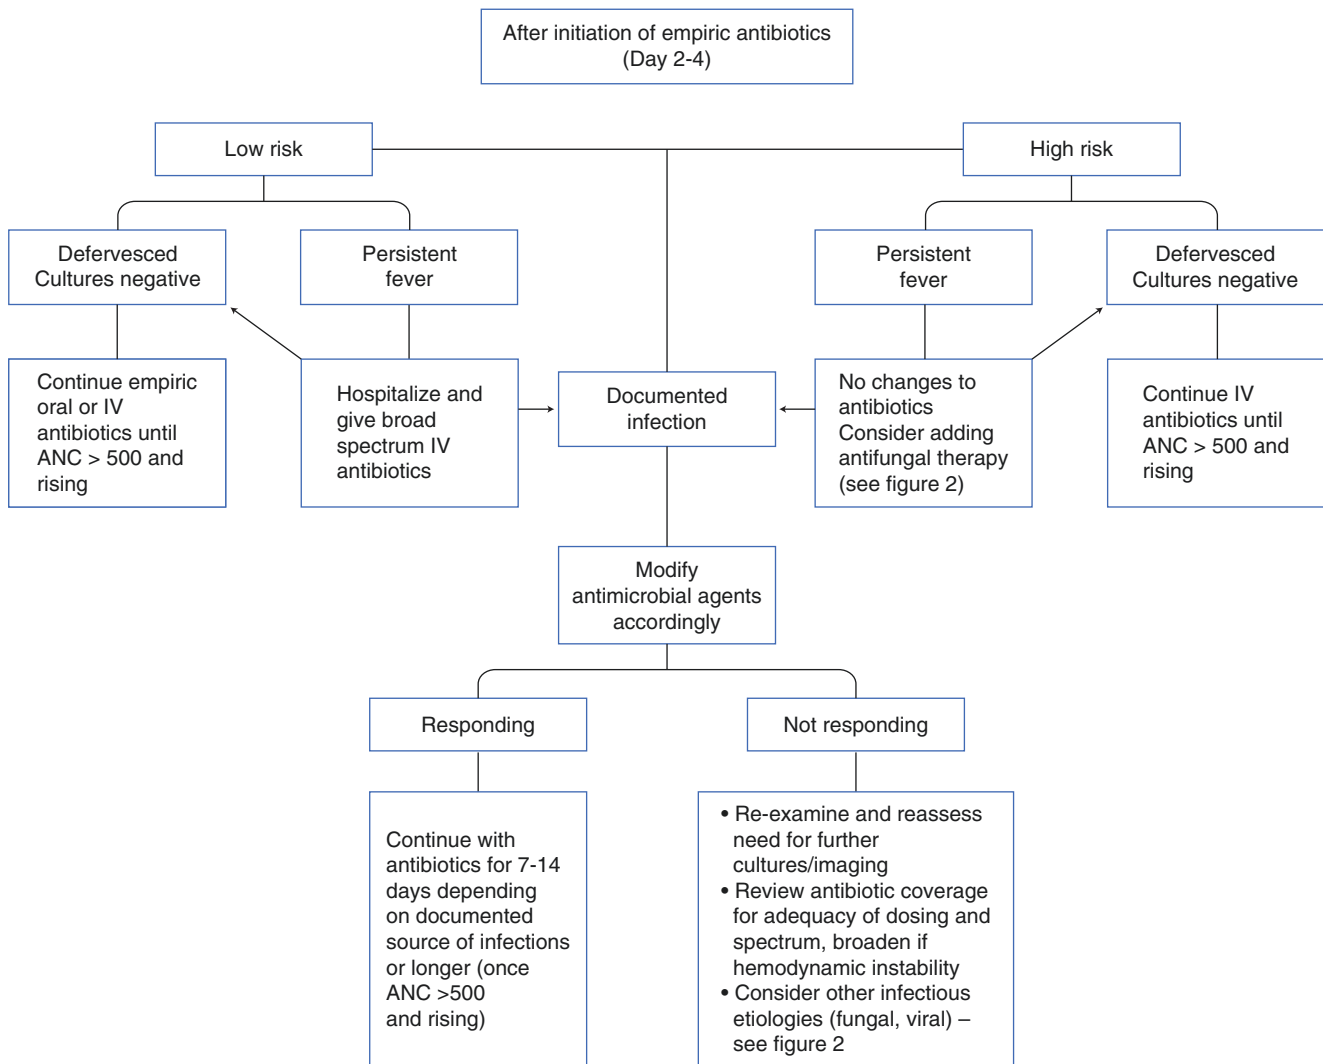 After initiation of empiric antibiotics
(Day 2-4)
Low risk
High risk
Defervesced
Cultures negative
Persistent
fever
Persistent
fever
Defervesced
Cultures negative
Continue empiric
oral or IV
antibiotics until
ANC > 500 and
rising
Hospitalize and
give broad
spectrum IV
antibiotics
Documented
infection
No changes to
antibiotics
Consider adding
antifungal therapy
(see figure 2)
Continue IV
antibiotics until
ANC > 500 and
rising
Modify
antimicrobial agents
accordingly
Responding
Not responding
Continue with
antibiotics for 7-14
days depending
on documented
source of infections
or longer (once
ANC >500
and rising)
• Re-examine and reassess
need for further
cultures/imaging
• Review antibiotic coverage
for adequacy of dosing and
spectrum, broaden if
hemodynamic instability
• Consider other infectious
etiologies (fungal, viral) –
see figure 2